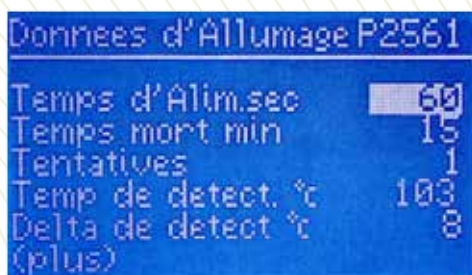 Donnees d'Allumage P2561
Temps d'Alim.sec 60
Temps mort min 15
Tentatives 1
Temp de detect. °c 103
Delta de detect °c 8
(plus)